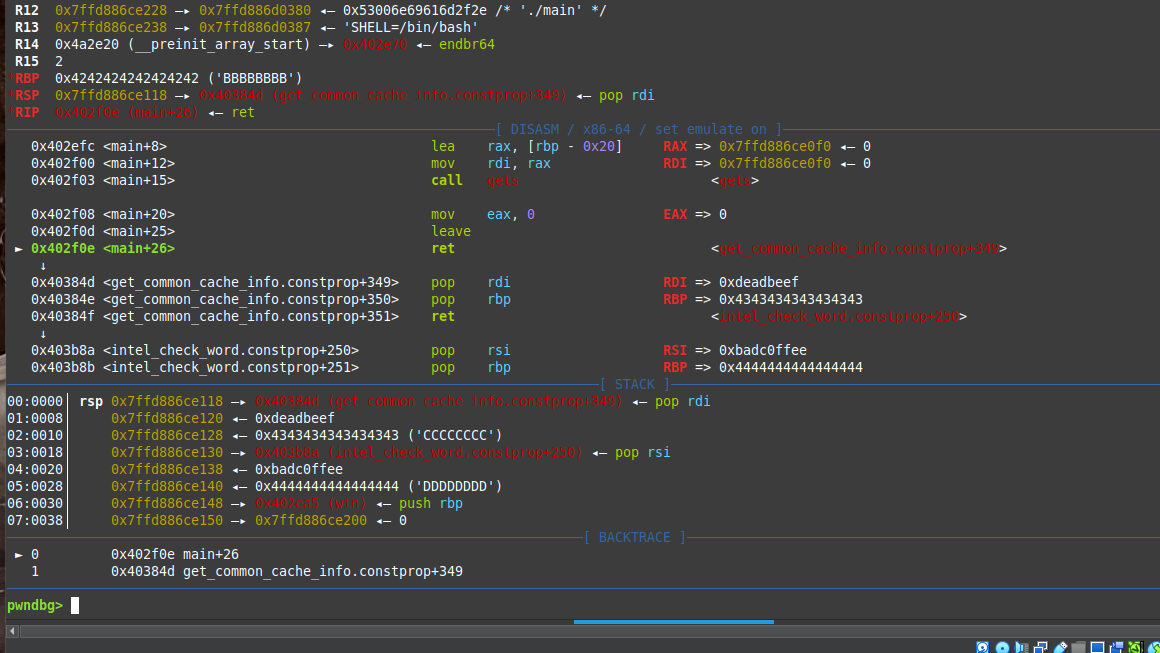 R12 0x7ffd886ce228 —▸ 0x7ffd886d0380 ◂— 0x53006e69616d2f2e /* './main' */
R13 0x7ffd886ce238 —▸ 0x7ffd886d0387 ◂— 'SHELL=/bin/bash'
R14 0x4a2e20 (__preinit_array_start) —▸ 0x402e70 ◂— endbr64
R15 2
*RBP 0x4242424242424242 ('BBBBBBBB')
*RSP 0x7ffd886ce118 —▸ 0x40384d (get_common_cache_info.constprop+349) ◂— pop rdi
*RIP 0x402f0e (main+26) ◂— ret
[ DISASM / x86-64 / set emulate on ]
0x402efc <main+8> lea rax, [rbp - 0x20] RAX => 0x7ffd886ce0f0 ◂— 0
0x402f00 <main+12> mov rdi, rax RDI => 0x7ffd886ce0f0 ◂— 0
0x402f03 <main+15> call gets <gets>
0x402f08 <main+20> mov eax, 0 EAX => 0
0x402f0d <main+25> leave
► 0x402f0e <main+26> ret <get_common_cache_info.constprop+349>
↓
0x40384d <get_common_cache_info.constprop+349> pop rdi RDI => 0xdeadbeef
0x40384e <get_common_cache_info.constprop+350> pop rbp RBP => 0x4343434343434343
0x40384f <get_common_cache_info.constprop+351> ret <intel_check_word.constprop+250>
↓
0x403b8a <intel_check_word.constprop+250> pop rsi RSI => 0xbadc0ffee
0x403b8b <intel_check_word.constprop+251> pop rbp RBP => 0x4444444444444444
[ STACK ]
00:0000│ rsp 0x7ffd886ce118 —▸ 0x40384d (get_common_cache_info.constprop+349) ◂— pop rdi
01:0008│ 0x7ffd886ce120 ◂— 0xdeadbeef
02:0010│ 0x7ffd886ce128 ◂— 0x4343434343434343 ('CCCCCCCC')
03:0018│ 0x7ffd886ce130 —▸ 0x403b8a (intel_check_word.constprop+250) ◂— pop rsi
04:0020│ 0x7ffd886ce138 ◂— 0xbadc0ffee
05:0028│ 0x7ffd886ce140 ◂— 0x4444444444444444 ('DDDDDDDD')
06:0030│ 0x7ffd886ce148 —▸ 0x402ea5 (win) ◂— push rbp
07:0038│ 0x7ffd886ce150 —▸ 0x7ffd886ce200 ◂— 0
[ BACKTRACE ]
► 0 0x402f0e main+26
1 0x40384d get_common_cache_info.constprop+349
pwndbg>